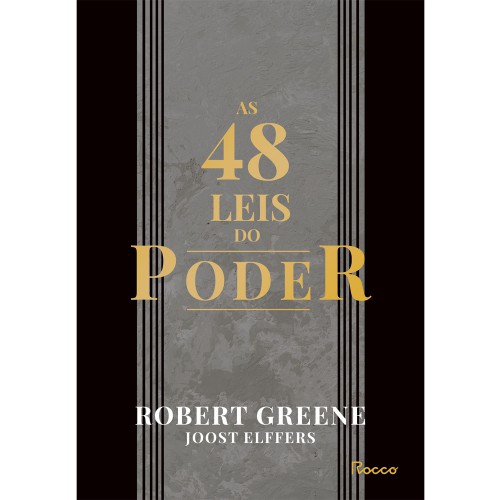 AS
48
LEIS
DO
PODER
ROBERT GREENE
JOOST ELFFERS
Rocco